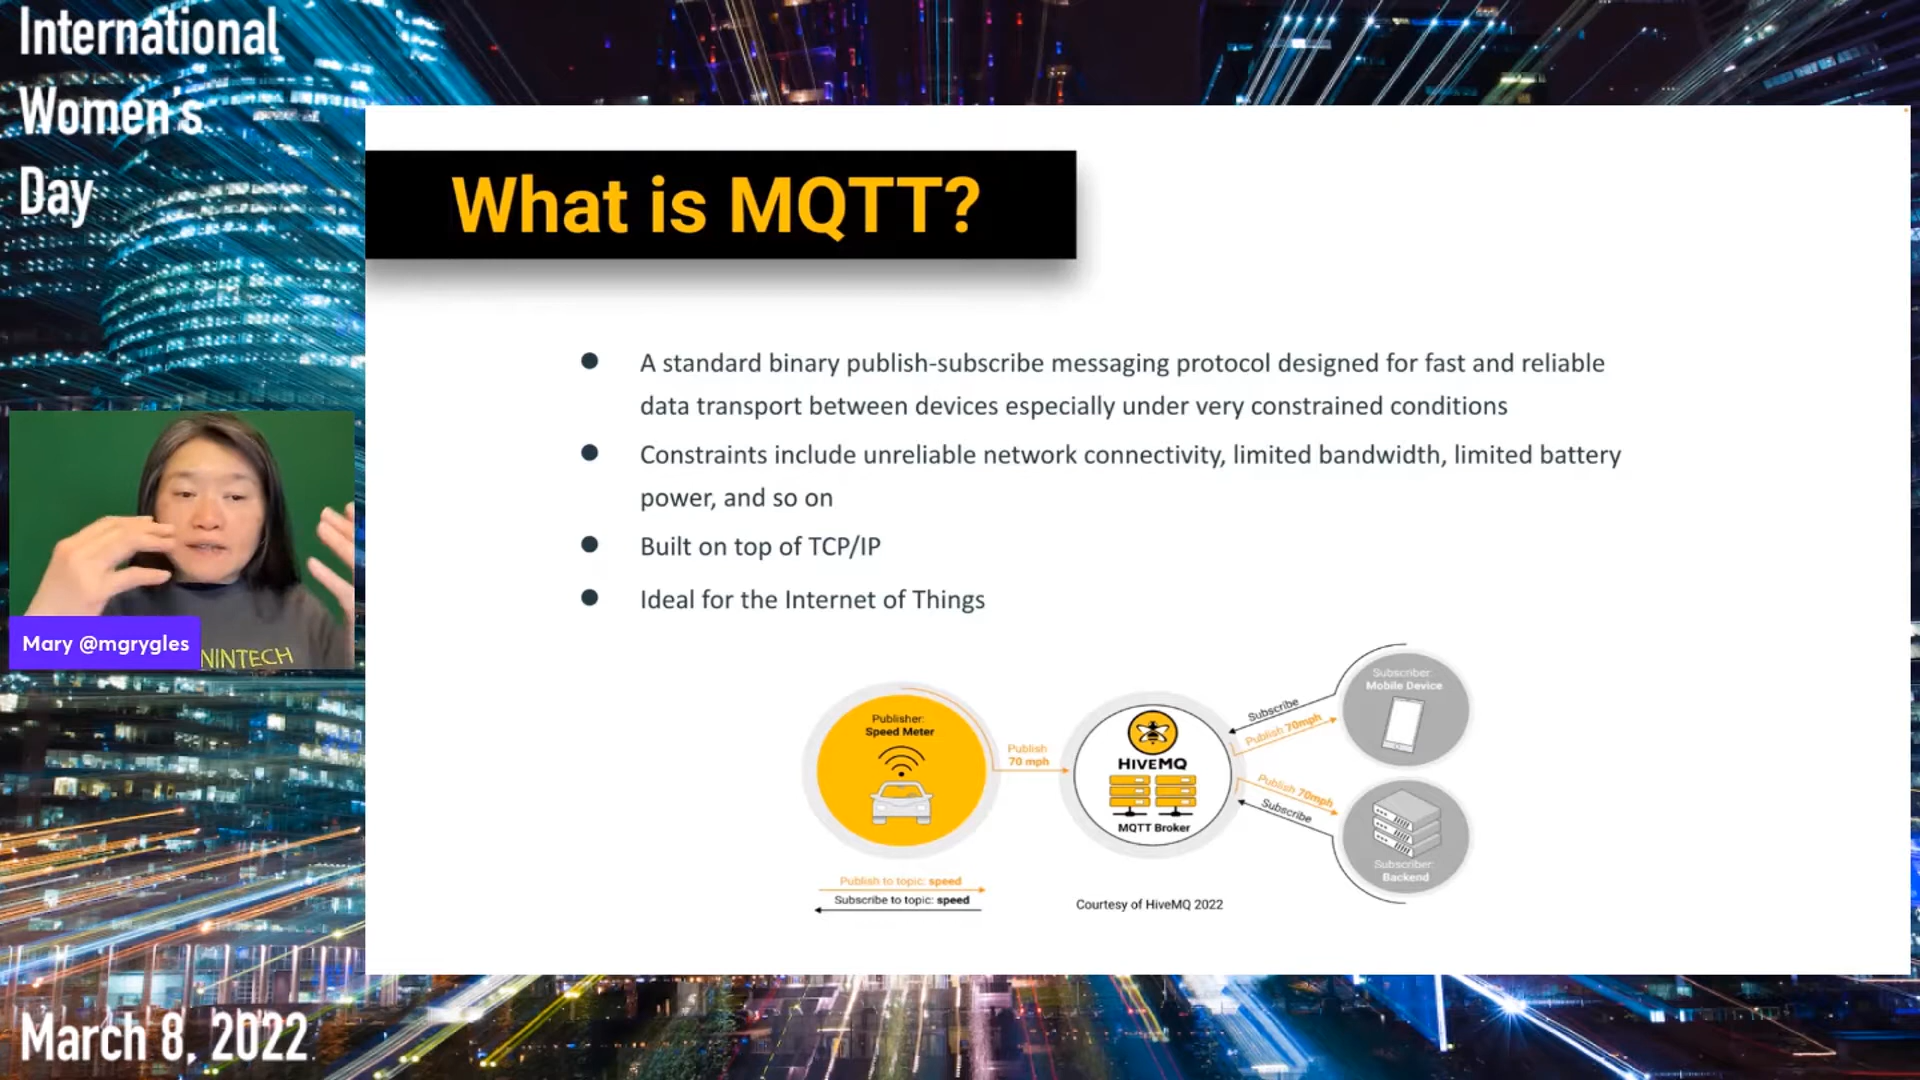 International
Women's
Day
What is MQTT?
A standard binary publish-subscribe messaging protocol designed for fast and reliable
data transport between devices especially under very constrained conditions
Constraints include unreliable network connectivity, limited bandwidth, limited battery
power, and so on
Built on top of TCP/IP
Ideal for the Internet of Things
Mary @mgrygles
NINTECH
Publisher:
Speed Meter
Publish
70 mph
HIVEMQ
MQTT Broker
Subscribe
Publish 70mph
Subscriber:
Mobile Device
Publish 70mph
Subscribe
Subscriber:
Backend
Publish to topic: speed
Subscribe to topic: speed
Courtesy of HiveMQ 2022
March 8, 2022